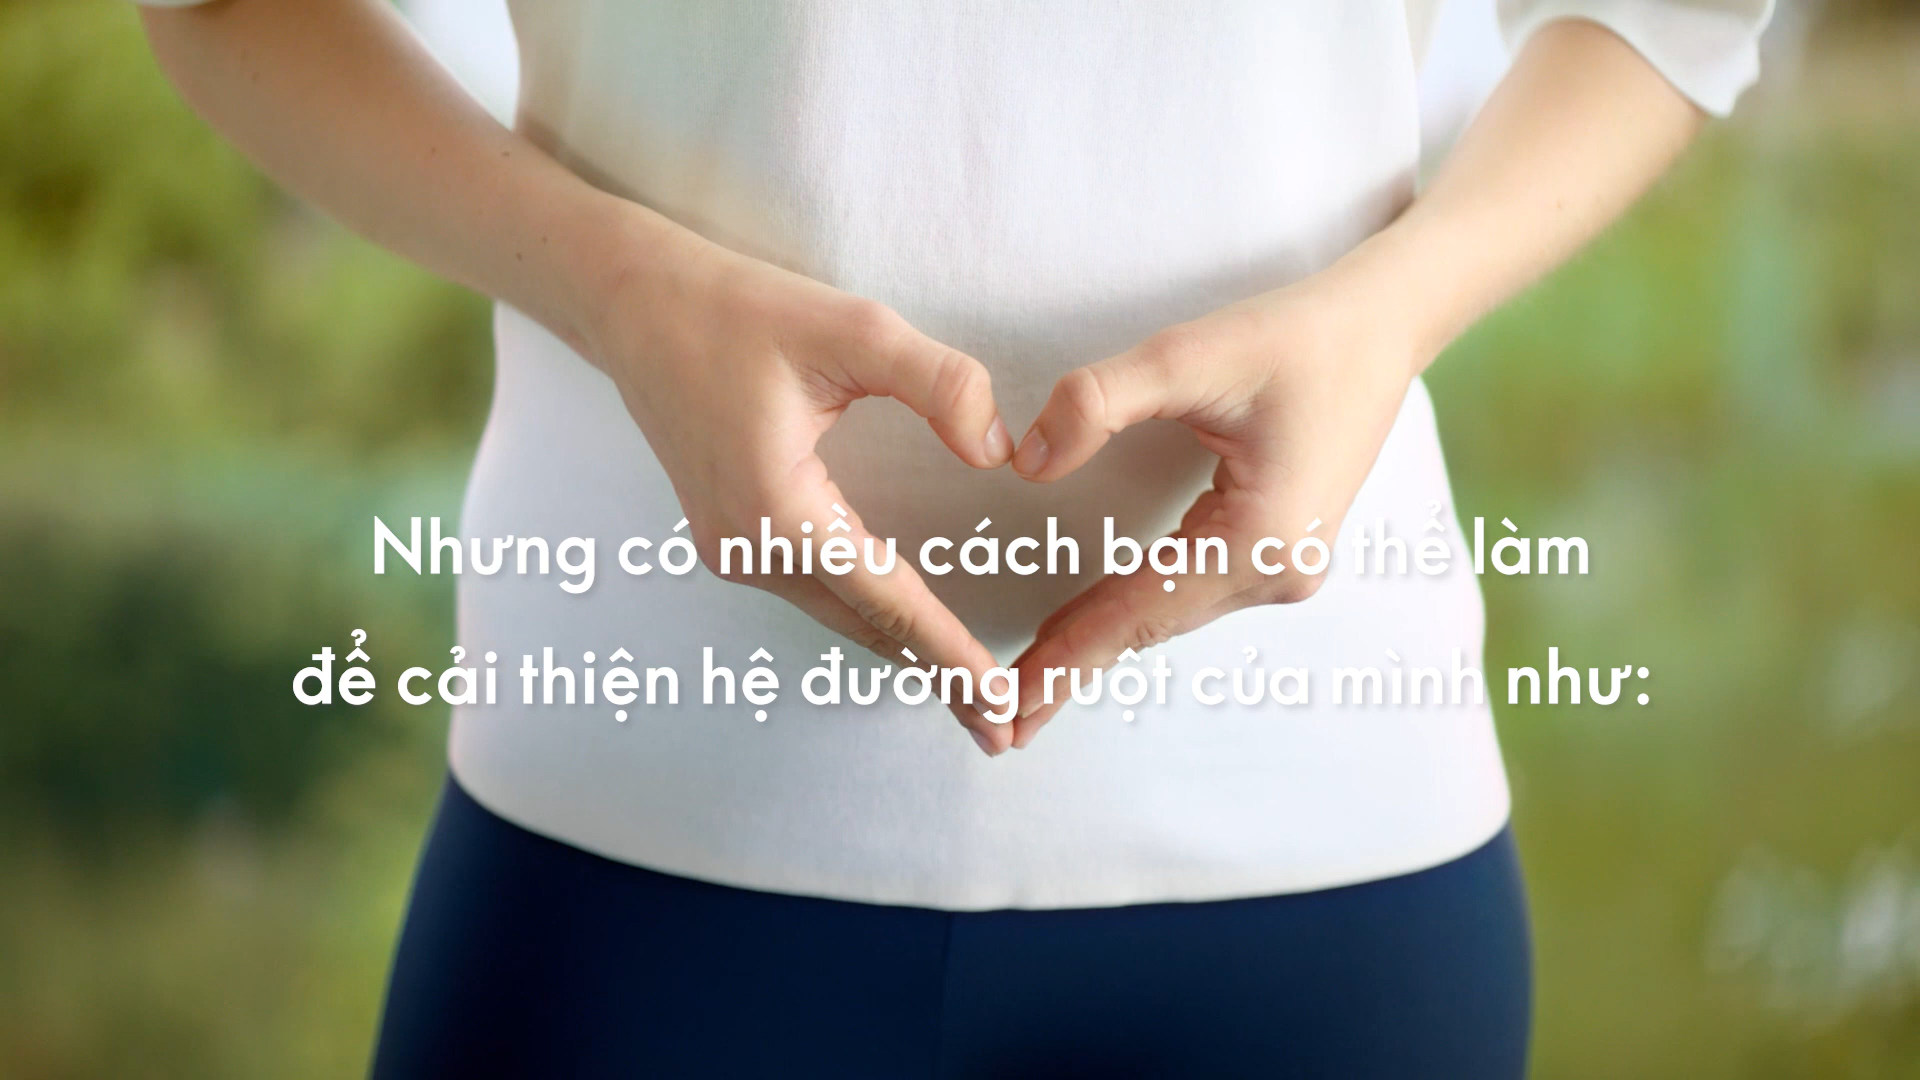 Nhưng có nhiều cách bạn có thể làm
để cải thiện hệ đường ruột của mình như: